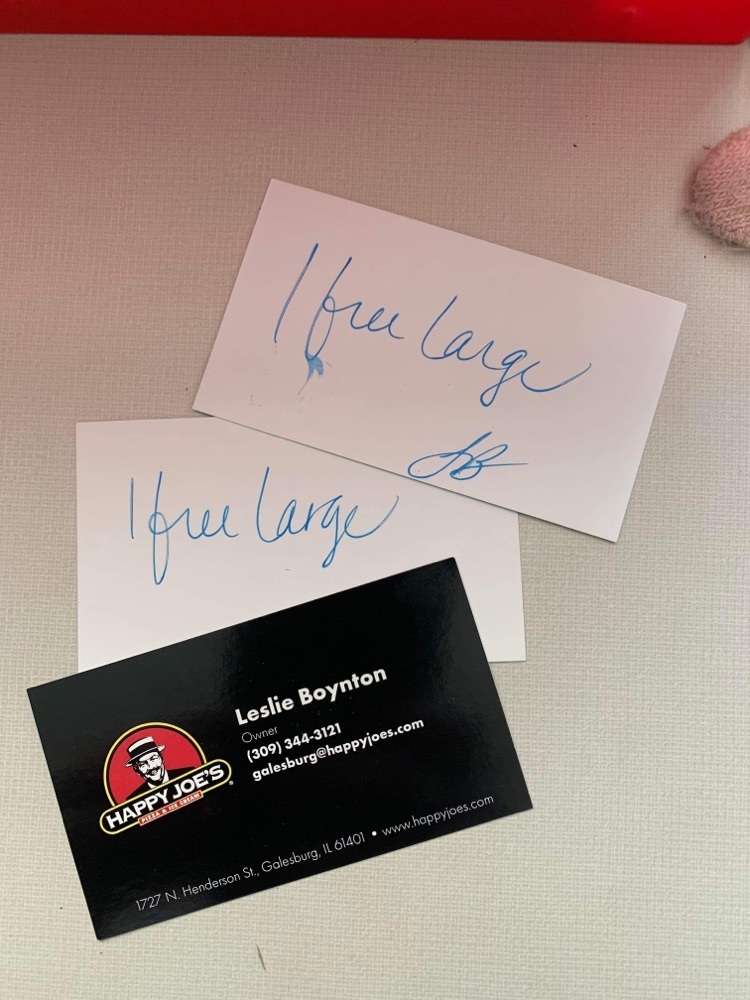 1 free Large
LB
1 free Large
Leslie Boynton
Owner
(309) 344-3121
galesburg@happyjoes.com
HAPPY JOE'S
PIZZA & ICE CREAM
1727 N. Henderson St., Galesburg, IL 61401 • www.happyjoes.com